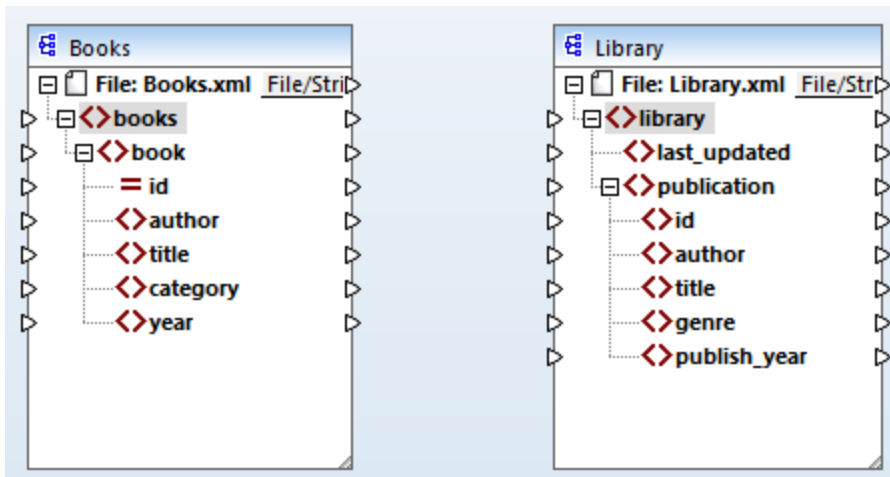 Books
File: Books.xml File/Stri
books
book
id
author
title
category
year
Library
File: Library.xml File/Str
library
last_updated
publication
id
author
title
genre
publish_year